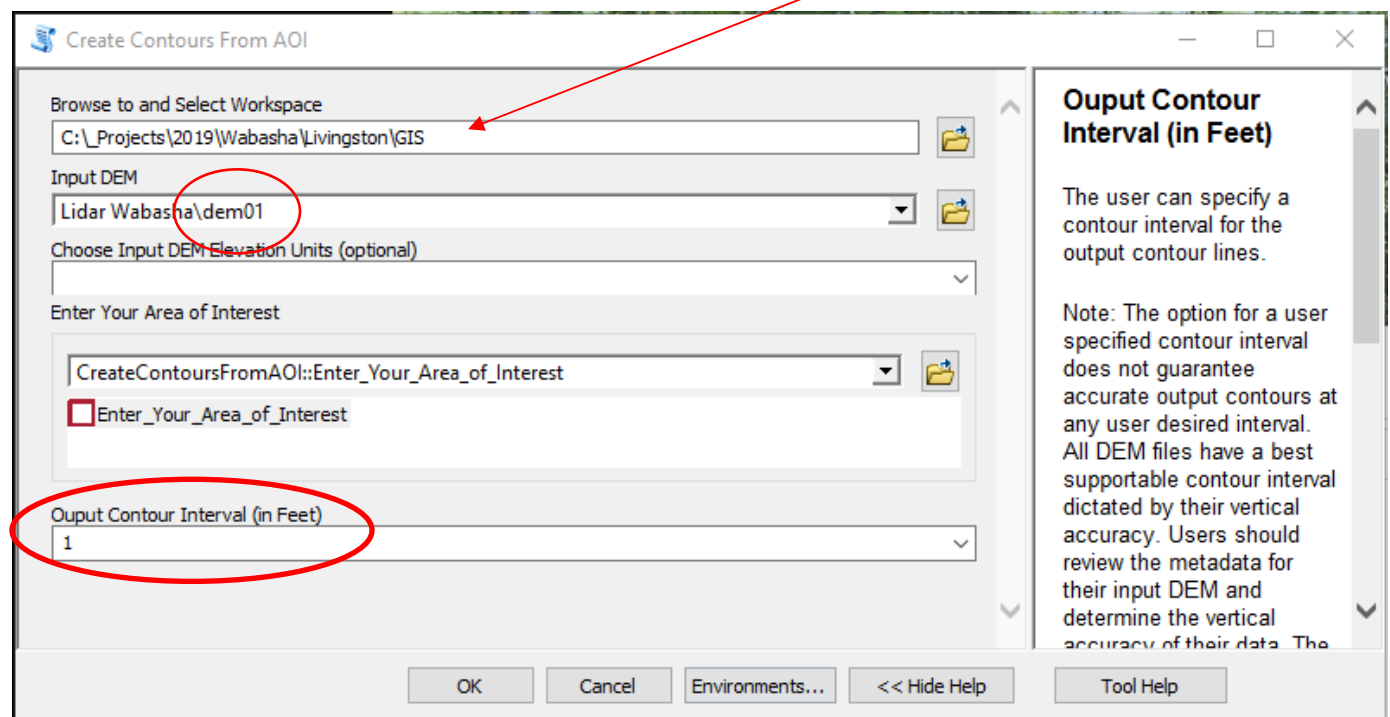 Create Contours From AOI
Browse to and Select Workspace
C:\_Projects\2019\Wabasha\Livingston\GIS
Input DEM
Lidar Wabasha\dem01
Choose Input DEM Elevation Units (optional)
Enter Your Area of Interest
CreateContoursFromAOI::Enter_Your_Area_of_Interest
Enter_Your_Area_of_Interest
Ouput Contour Interval (in Feet)
1
Ouput Contour
Interval (in Feet)
The user can specify a
contour interval for the
output contour lines.
Note: The option for a user
specified contour interval
does not guarantee
accurate output contours at
any user desired interval.
All DEM files have a best
supportable contour interval
dictated by their vertical
accuracy. Users should
review the metadata for
their input DEM and
determine the vertical
accuracy of their data. The
OK
Cancel
Environments...
<< Hide Help
Tool Help